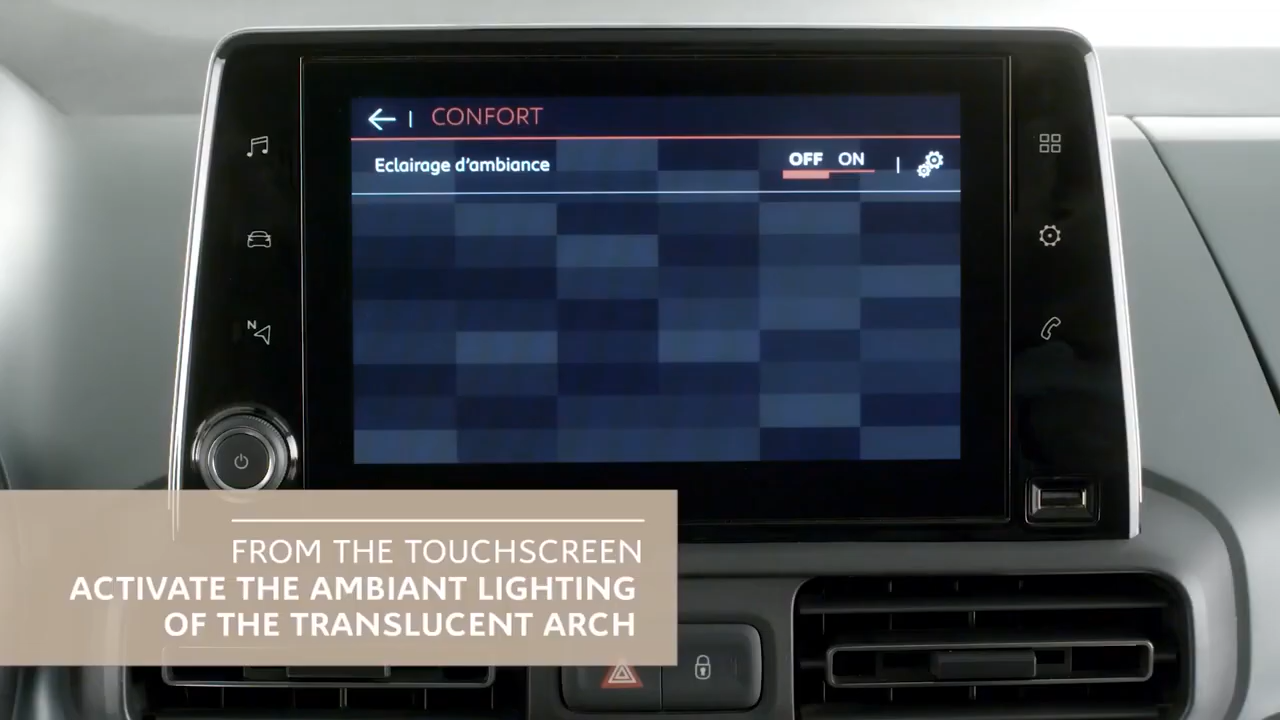 CONFORT
Eclairage d'ambiance OFF ON
N
FROM THE TOUCHSCREEN
ACTIVATE THE AMBIANT LIGHTING
OF THE TRANSLUCENT ARCH